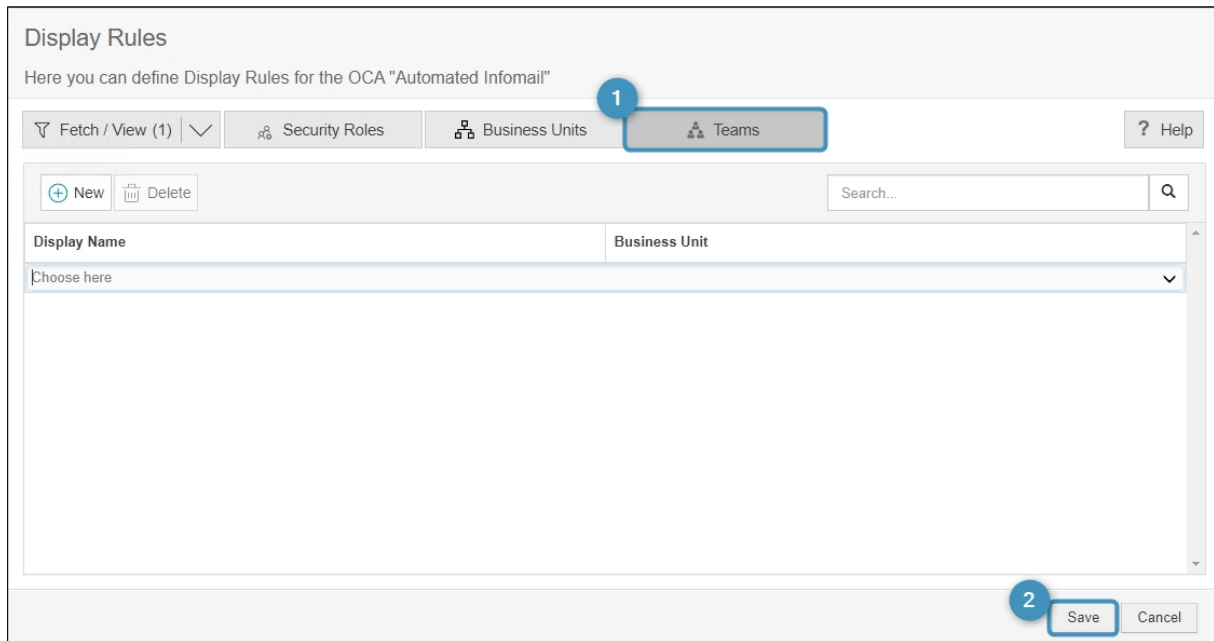 Display Rules
Here you can define Display Rules for the OCA "Automated Infomail"
1
Fetch / View (1) Security Roles Business Units Teams ? Help
New Delete Search...
Display Name Business Unit
Choose here
2
Save Cancel